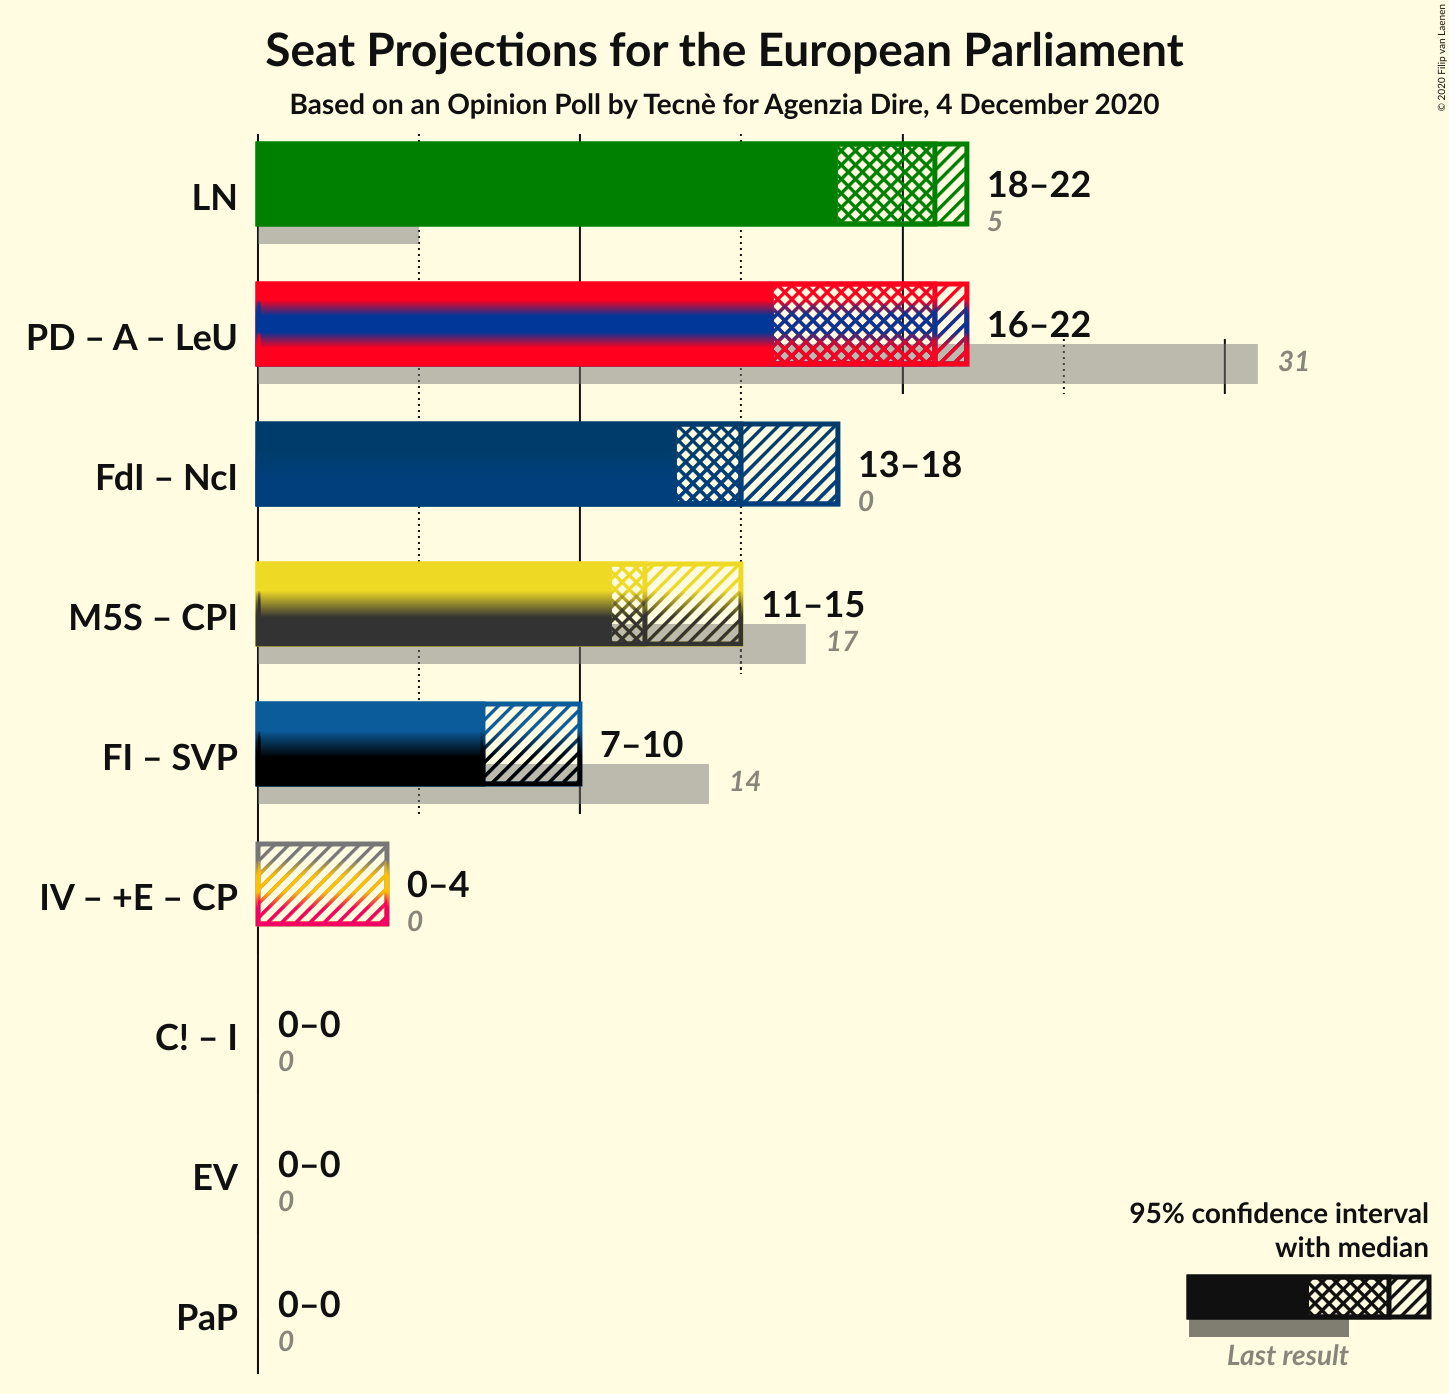 Seat Projections for the European Parliament
Based on an Opinion Poll by Tecnè for Agenzia Dire, 4 December 2020
© 2020 Filip van Laenen
LN
18–22
5
PD – A – LeU
16–22
31
FdI – NcI
13–18
0
M5S – CPI
11–15
17
FI – SVP
7–10
14
IV – +E – CP
0–4
0
C! – I
0–0
0
EV
0–0
0
PaP
0–0
0
95% confidence interval
with median
Last result